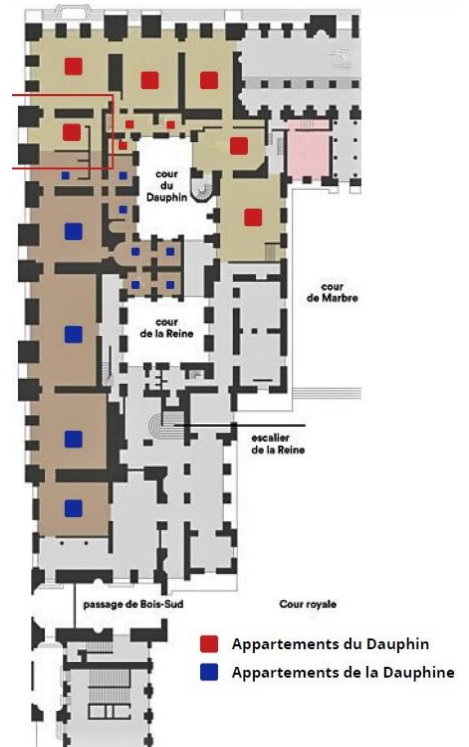 cour
du
Dauphin
cour
de Marbre
cour
de la Reine
escalier
de la Reine
passage de Bois-Sud
Cour royale
Appartements du Dauphin
Appartements de la Dauphine